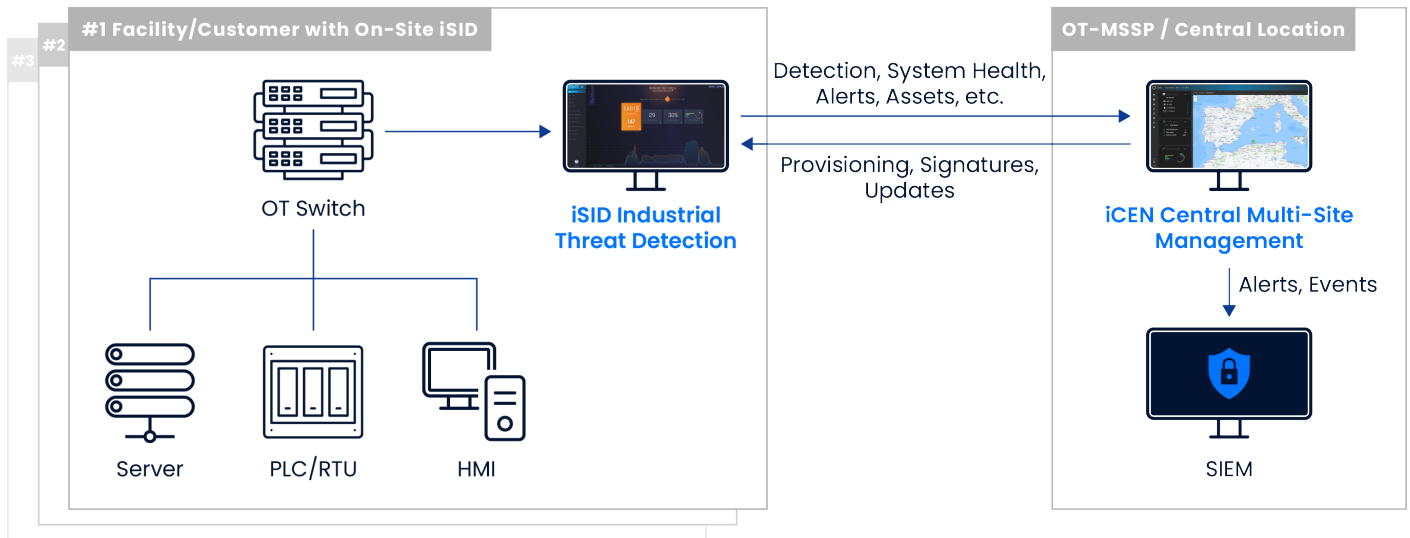 #1 Facility/Customer with On-Site iSID
#2
#3
OT Switch
iSID Industrial
Threat Detection
Server
PLC/RTU
HMI
Detection, System Health,
Alerts, Assets, etc.
Provisioning, Signatures,
Updates
OT-MSSP / Central Location
iCEN Central Multi-Site
Management
Alerts, Events
SIEM